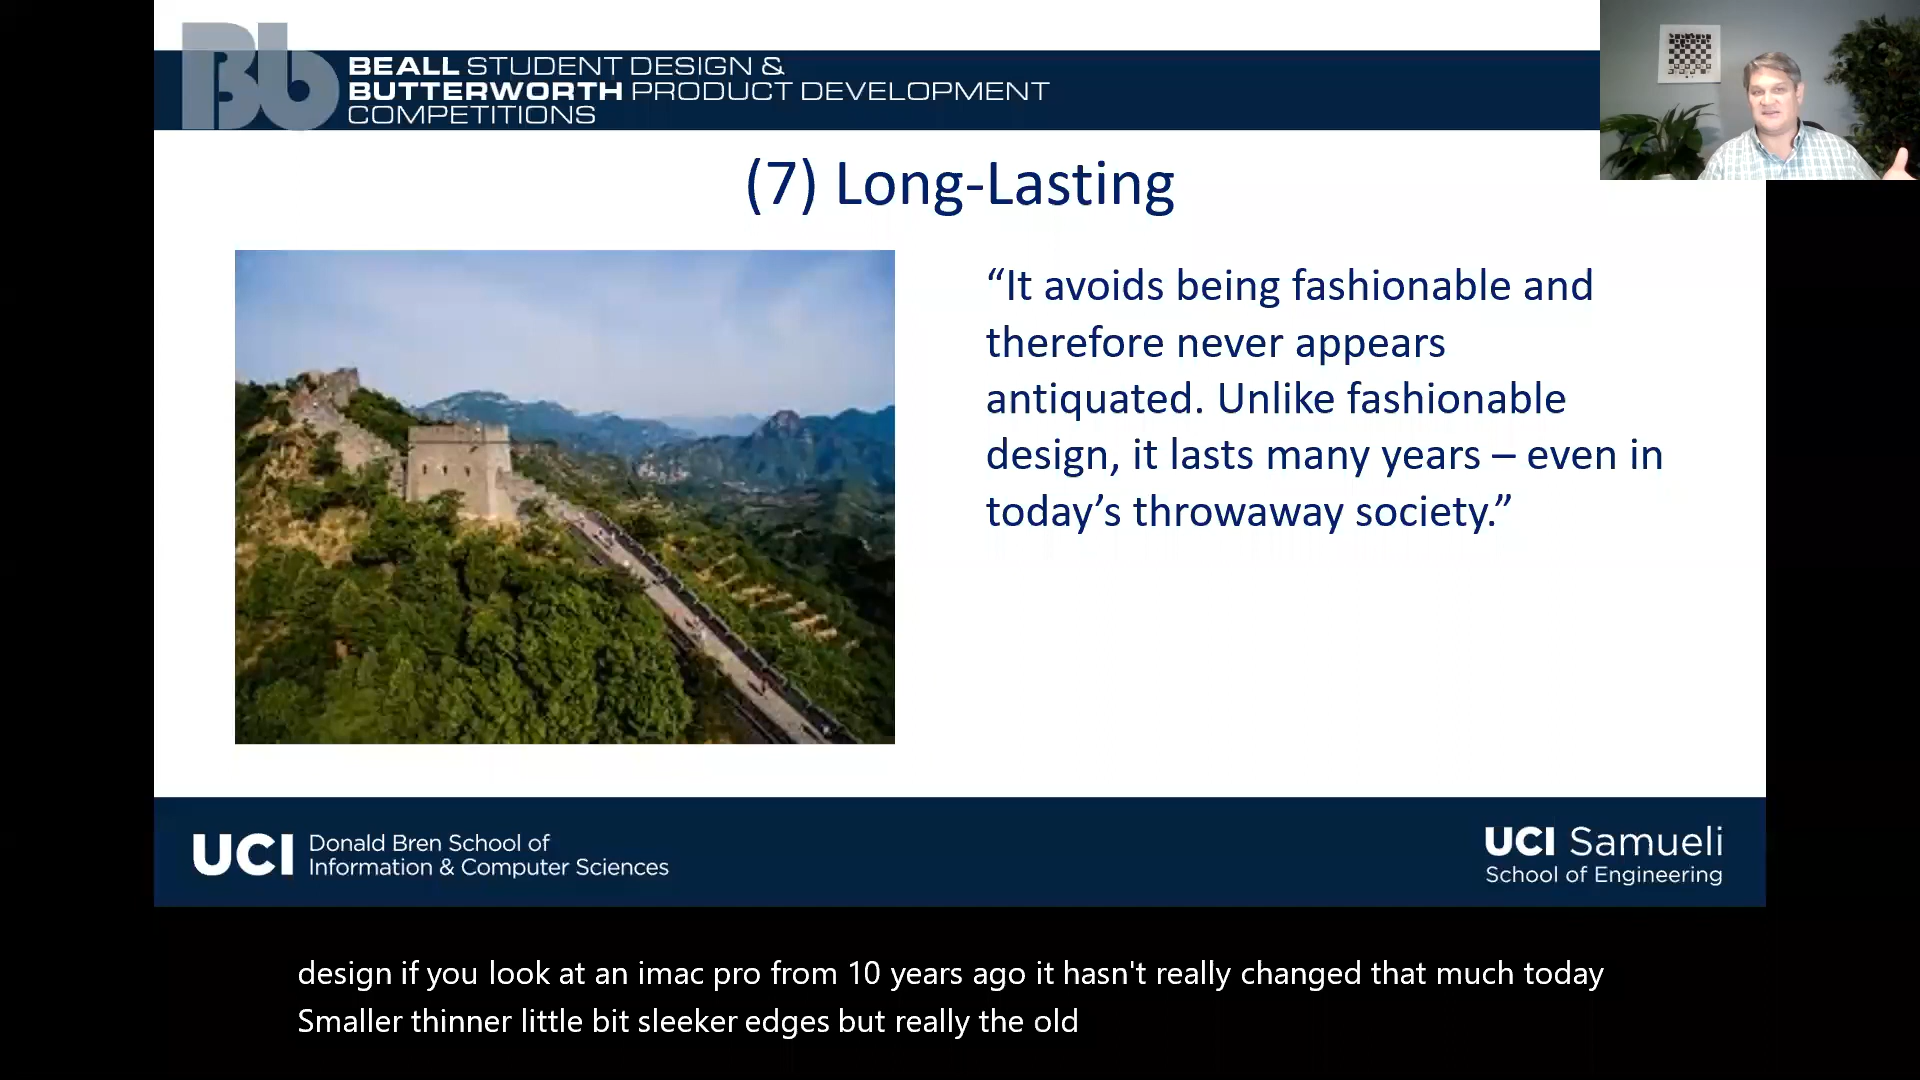 Bb
BEALL STUDENT DESIGN &
BUTTERWORTH PRODUCT DEVELOPMENT
COMPETITIONS
(7) Long-Lasting
“It avoids being fashionable and
therefore never appears
antiquated. Unlike fashionable
design, it lasts many years – even in
today’s throwaway society.”
UCI Donald Bren School of
Information & Computer Sciences
UCI Samueli
School of Engineering
design if you look at an imac pro from 10 years ago it hasn't really changed that much today
Smaller thinner little bit sleeker edges but really the old